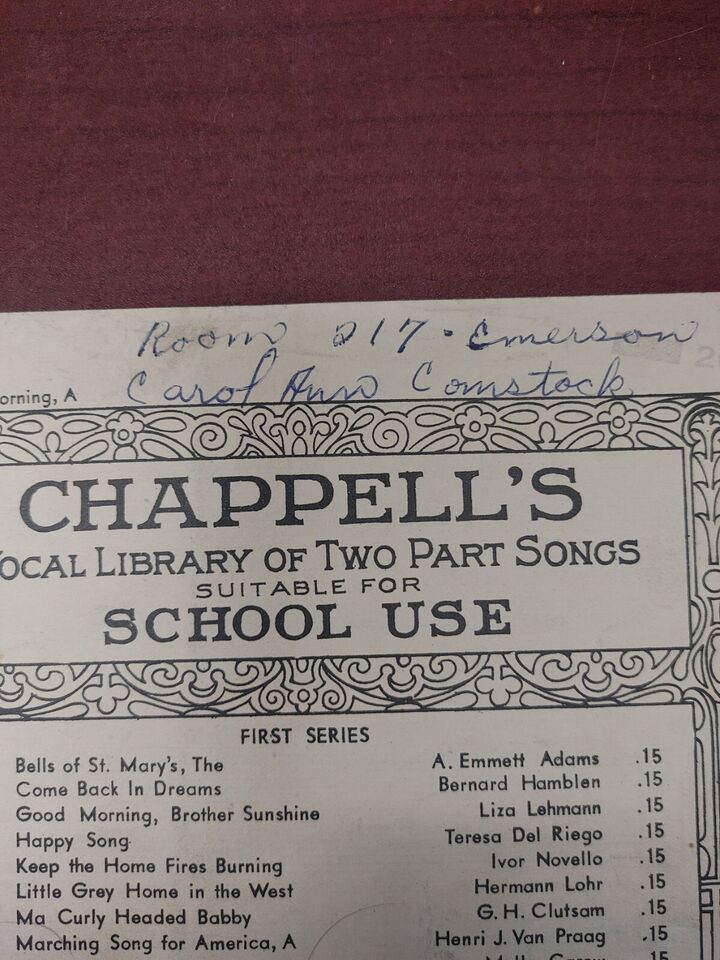 Room 217 - Emerson
Carol Ann Comstock
orning, A
CHAPPELL'S
VOCAL LIBRARY OF TWO PART SONGS
SUITABLE FOR
SCHOOL USE
FIRST SERIES
Bells of St. Mary's, The A. Emmett Adams .15
Come Back In Dreams Bernard Hamblen .15
Good Morning, Brother Sunshine Liza Lehmann .15
Happy Song Teresa Del Riego .15
Keep the Home Fires Burning Ivor Novello .15
Little Grey Home in the West Hermann Lohr .15
Ma Curly Headed Babby G. H. Clutsam .15
Marching Song for America, A Henri J. Van Praag .15
.15